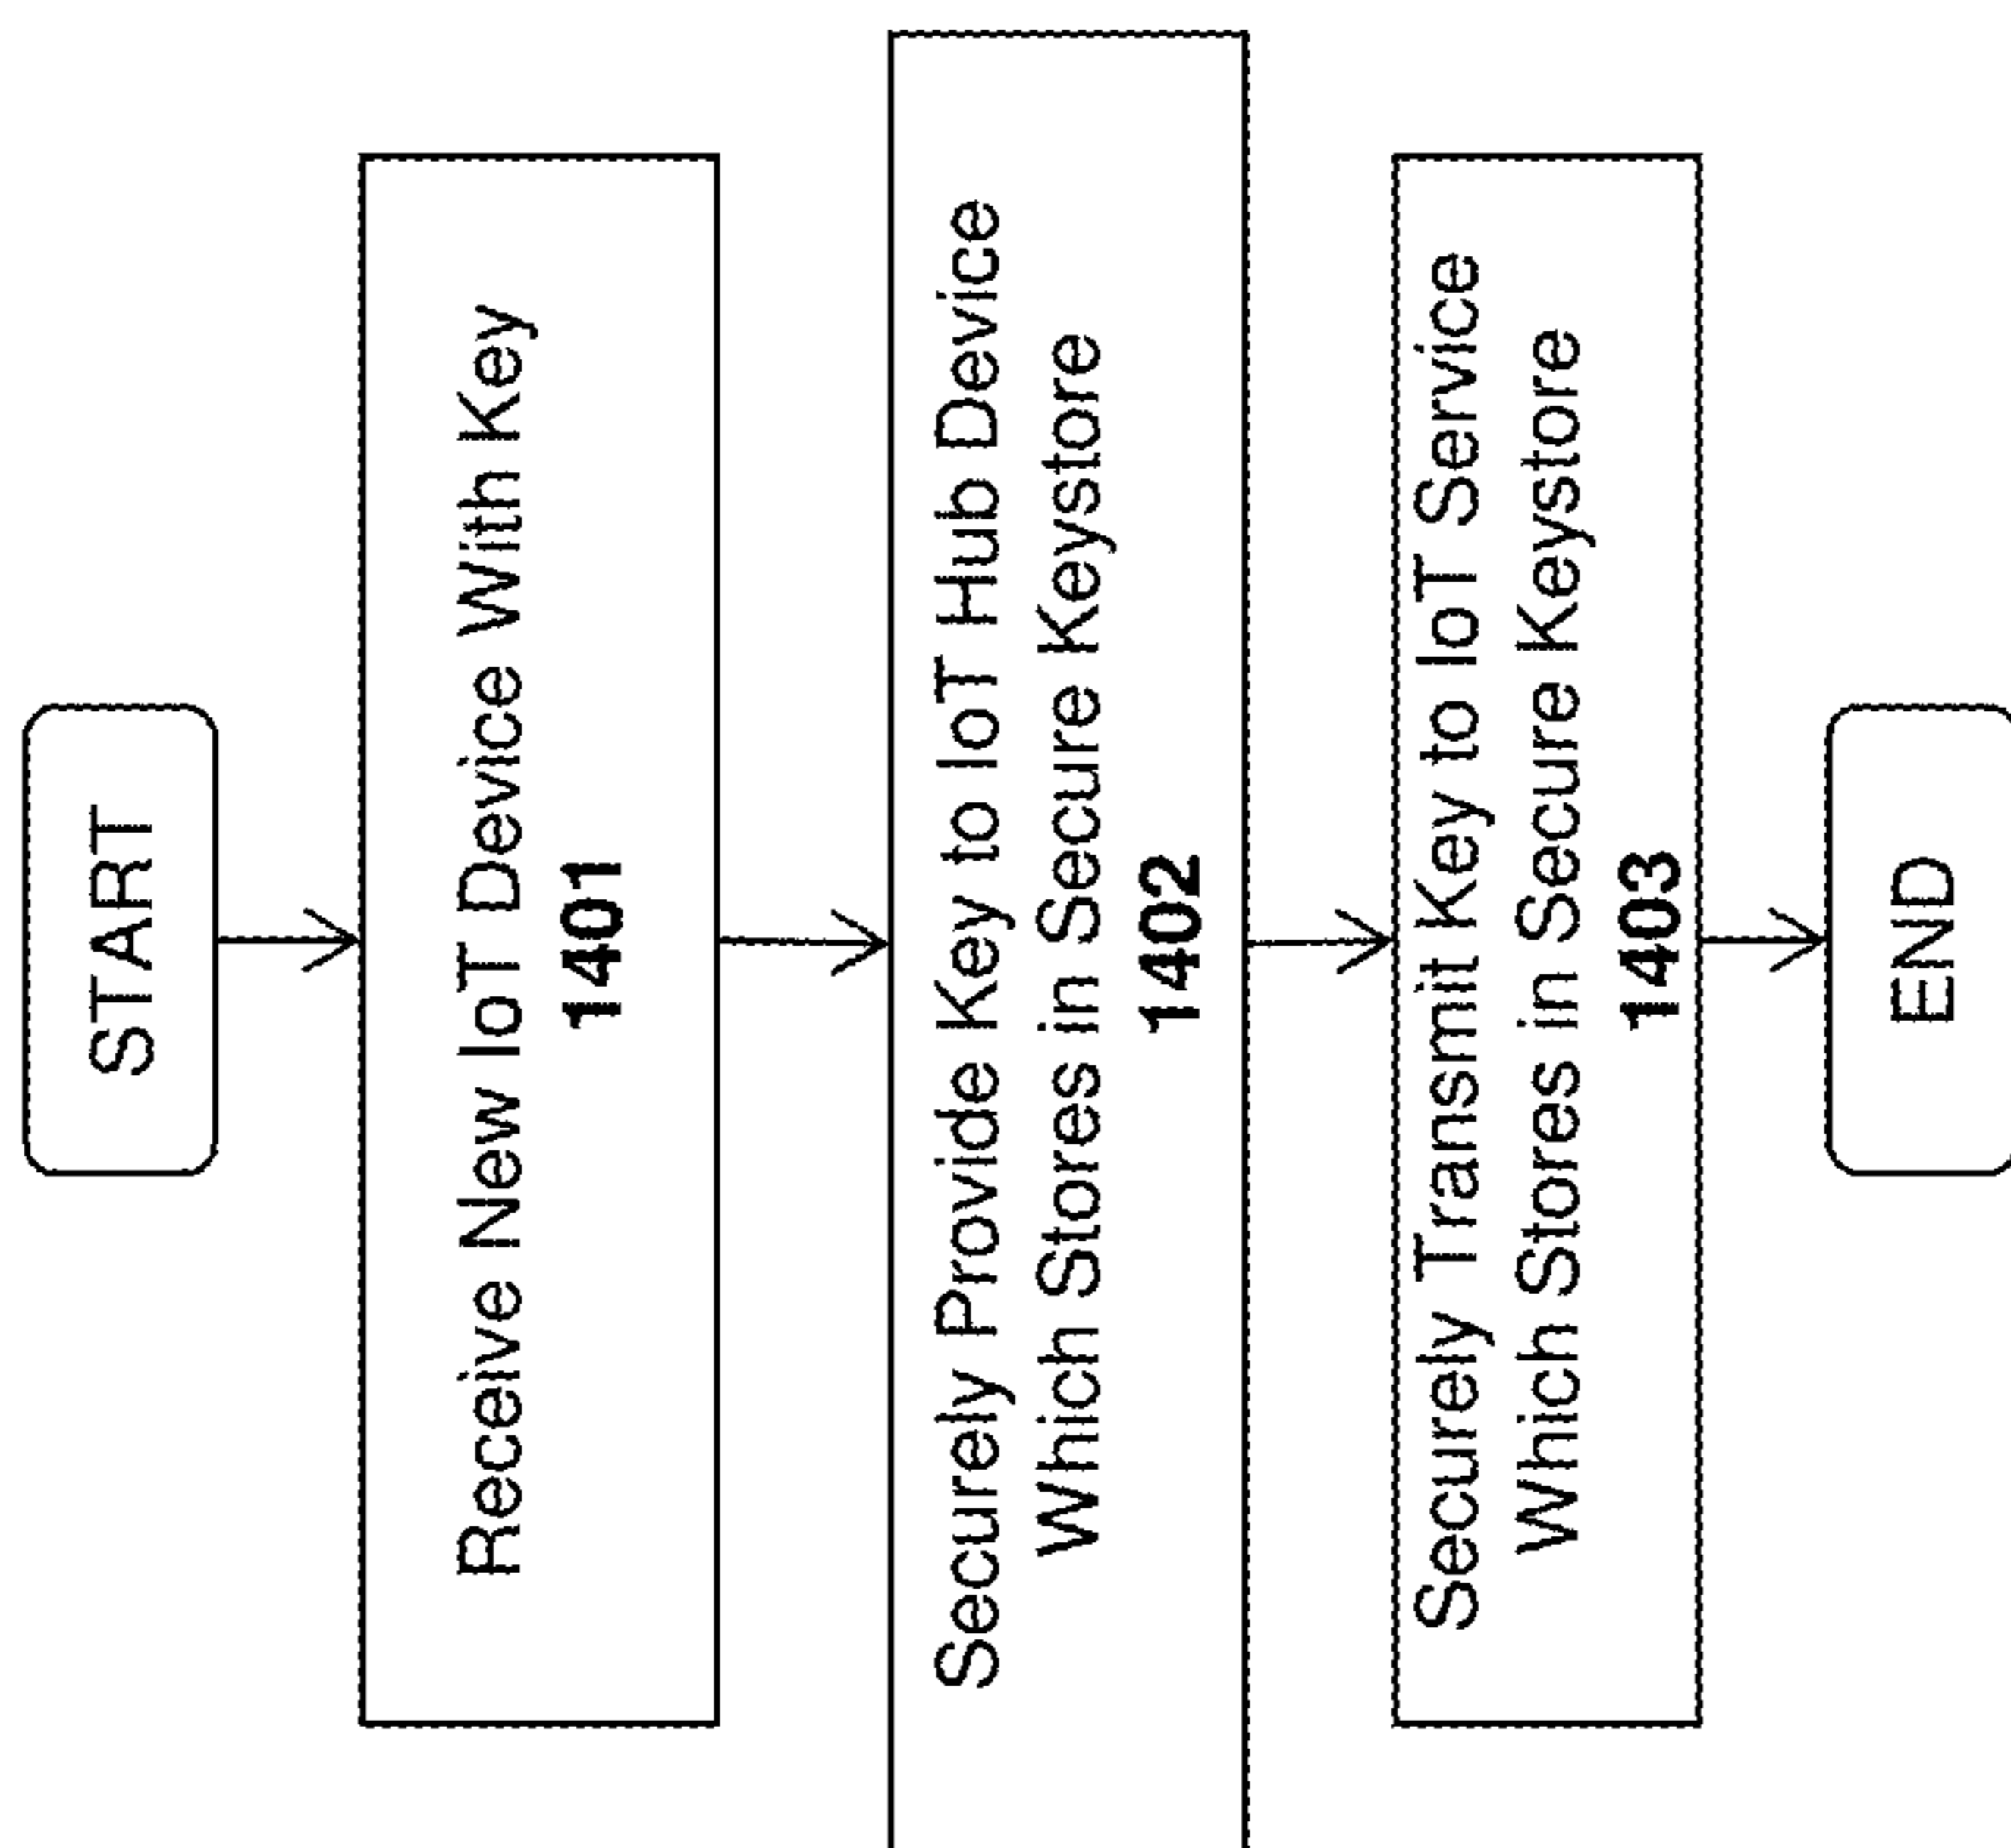 START
Receive New IoT Device With Key
1401
Securely Provide Key to IoT Hub Device
Which Stores in Secure Keystore
1402
Securely Transmit Key to IoT Service
Which Stores in Secure Keystore
1403
END